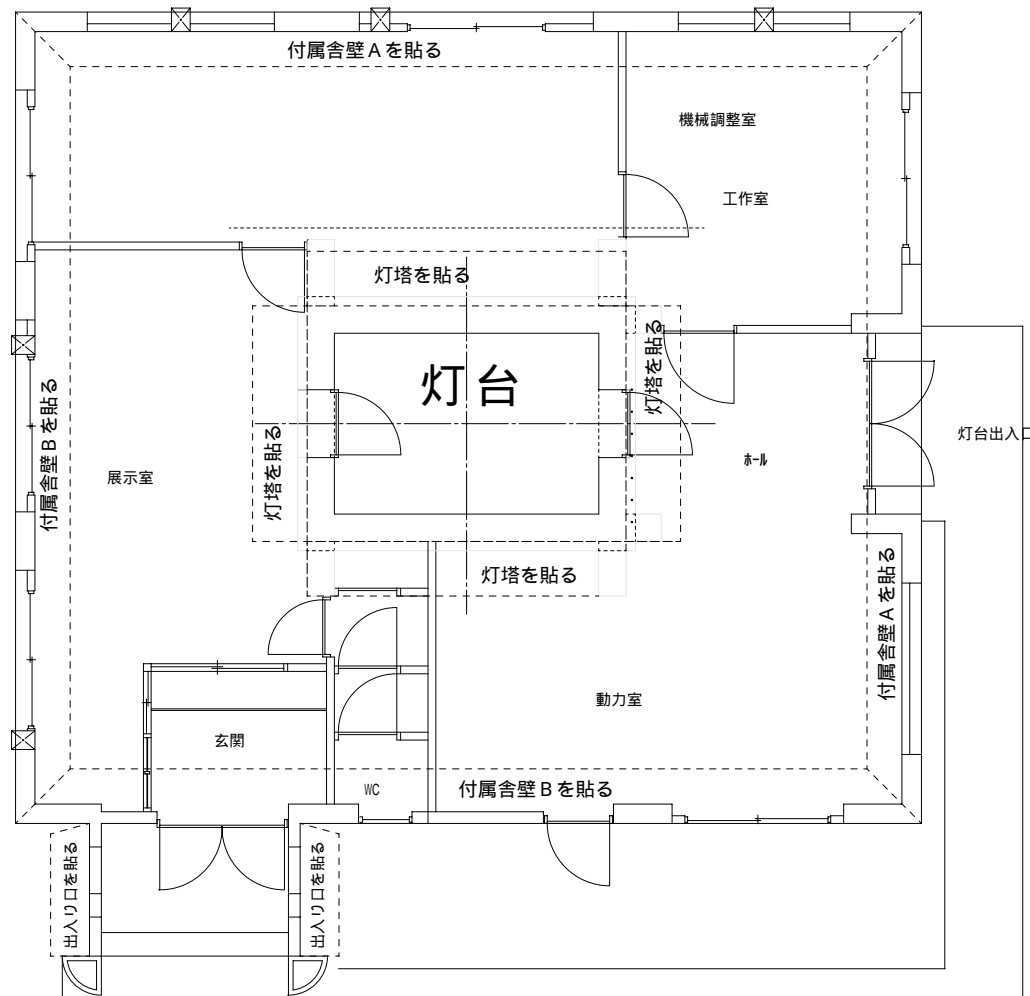 付属舎壁Aを貼る
機械調整室
工作室
灯塔を貼る
灯塔を貼る
灯台
灯台出入口
付属舎壁Bを貼る
展示室
灯塔を貼る
ホール
灯塔を貼る
付属舎壁Aを貼る
動力室
玄関
WC
付属舎壁Bを貼る
出入り口を貼る
出入り口を貼る